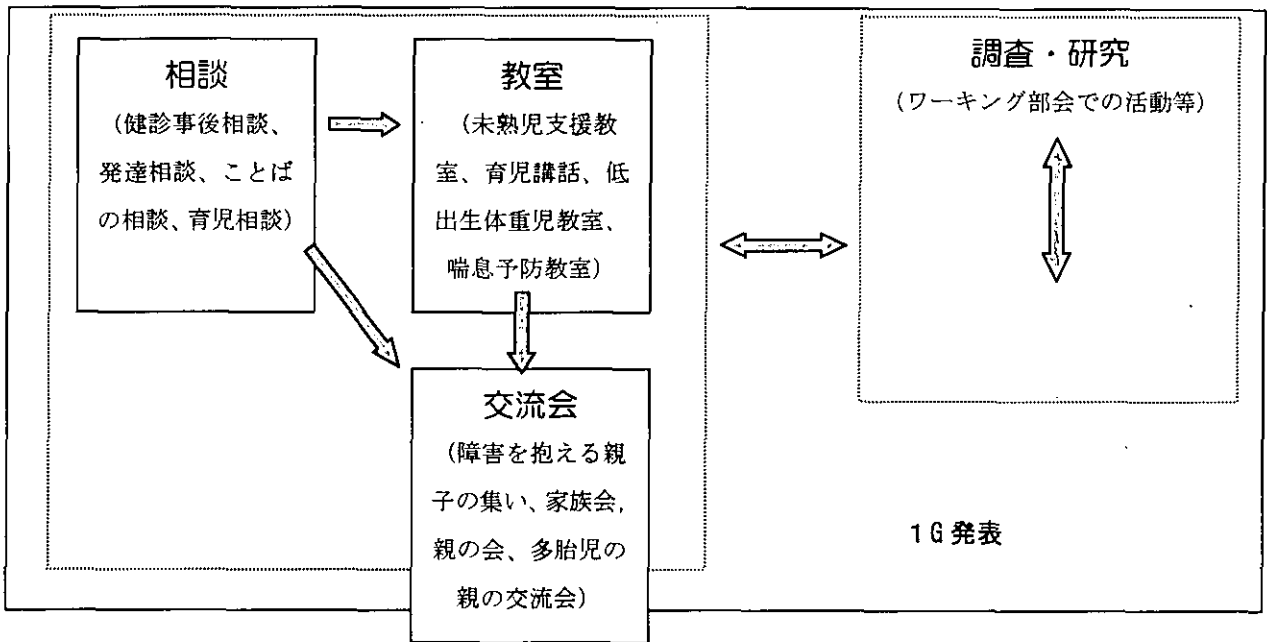 相談
（健診事後相談、
発達相談、ことば
の相談、育児相談）
教室
（未熟児支援教
室、育児講話、低
出生体重児教室、
喘息予防教室）
交流会
（障害を抱える親
子の集い、家族会,
親の会、多胎児の
親の交流会）
調査・研究
（ワーキング部会での活動等）
1G発表